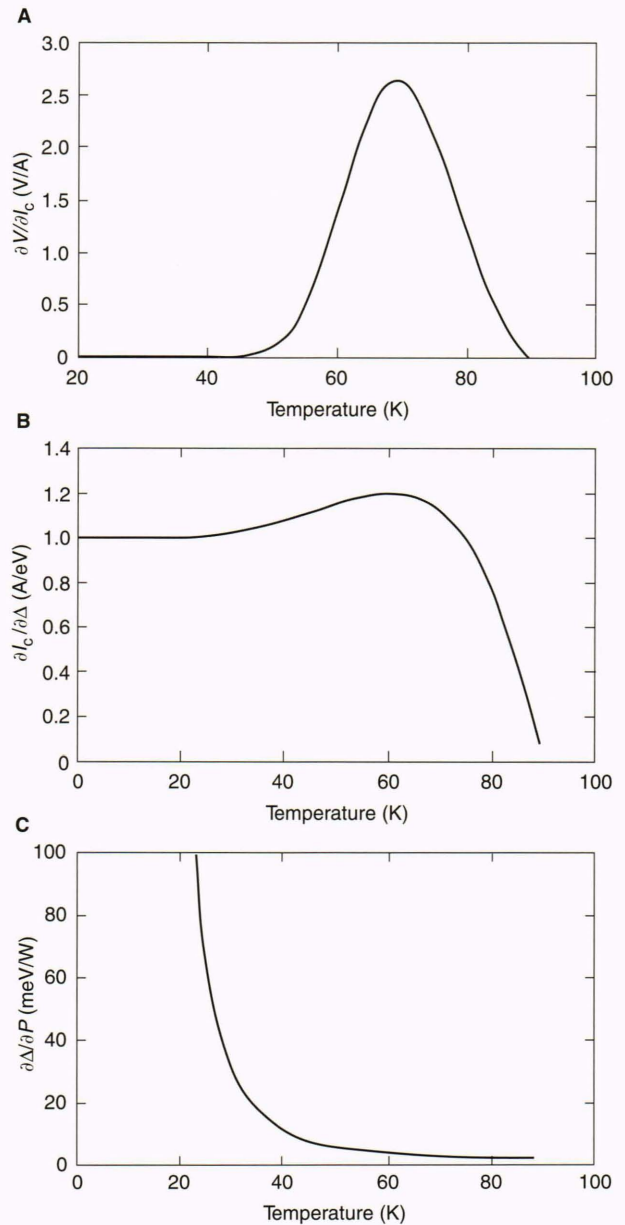 A
3.0
2.5
2.0
1.5
1.0
0.5
0
∂V/∂I_c (V/A)
20 40 60 80 100
Temperature (K)
B
1.4
1.2
1.0
0.8
0.6
0.4
0.2
0
∂I_c/∂Δ (A/eV)
0 20 40 60 80 100
Temperature (K)
C
100
80
60
40
20
0
∂Δ/∂P (meV/W)
0 20 40 60 80 100
Temperature (K)